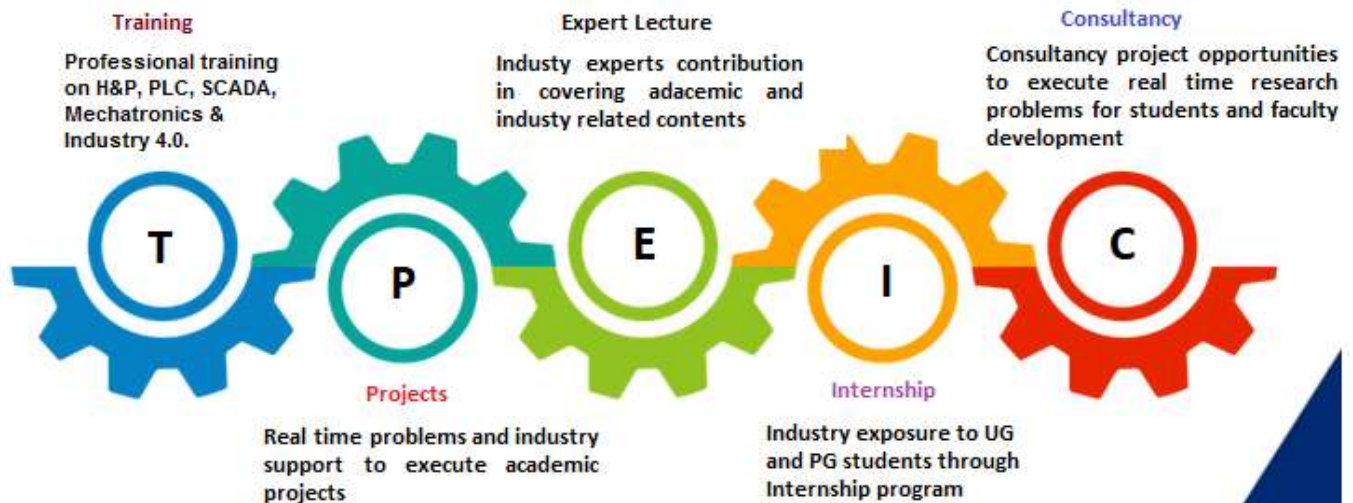 Training
Professional training
on H&P, PLC, SCADA,
Mechatronics &
Industry 4.0.
Expert Lecture
Industy experts contribution
in covering adacemic and
industy related contents
Consultancy
Consultancy project opportunities
to execute real time research
problems for students and faculty
development
T
P
E
I
C
Projects
Real time problems and industry
support to execute academic
projects
Internship
Industry exposure to UG
and PG students through
Internship program